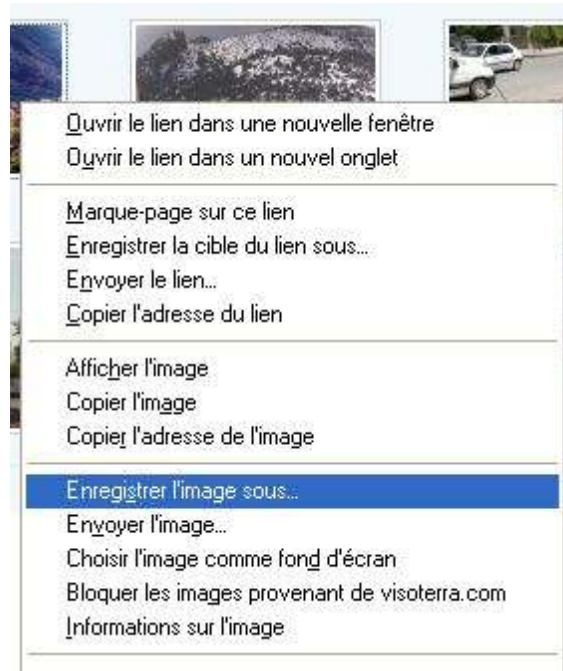 Ouvrir le lien dans une nouvelle fenêtre
Ouvrir le lien dans un nouvel onglet
Marque-page sur ce lien
Enregistrer la cible du lien sous...
Envoyer le lien...
Copier l'adresse du lien
Afficher l'image
Copier l'image
Copier l'adresse de l'image
Enregistrer l'image sous...
Envoyer l'image...
Choisir l'image comme fond d'écran
Bloquer les images provenant de visoterra.com
Informations sur l'image